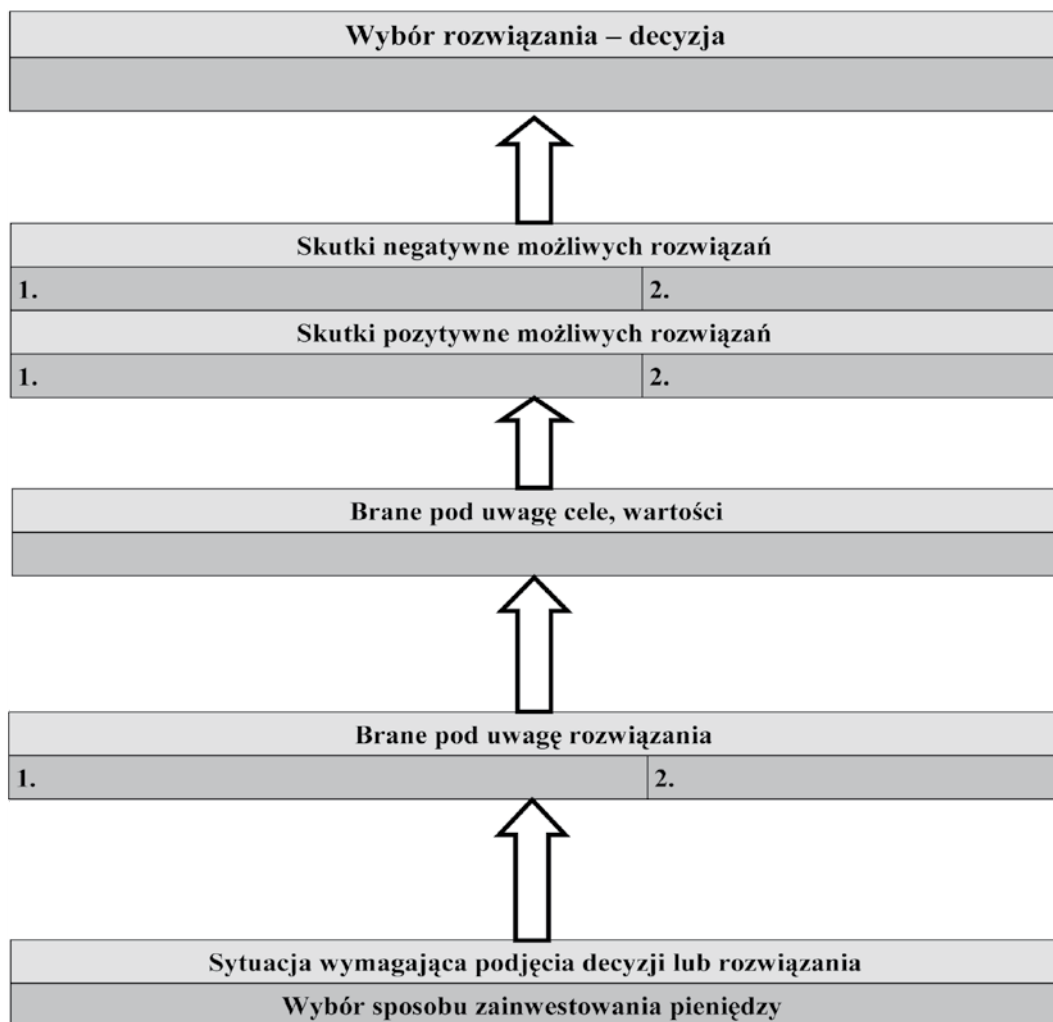 Wybór rozwiązania – decyzja
Skutki negatywne możliwych rozwiązań
1. 2.
Skutki pozytywne możliwych rozwiązań
1. 2.
Brane pod uwagę cele, wartości
Brane pod uwagę rozwiązania
1. 2.
Sytuacja wymagająca podjęcia decyzji lub rozwiązania
Wybór sposobu zainwestowania pieniędzy